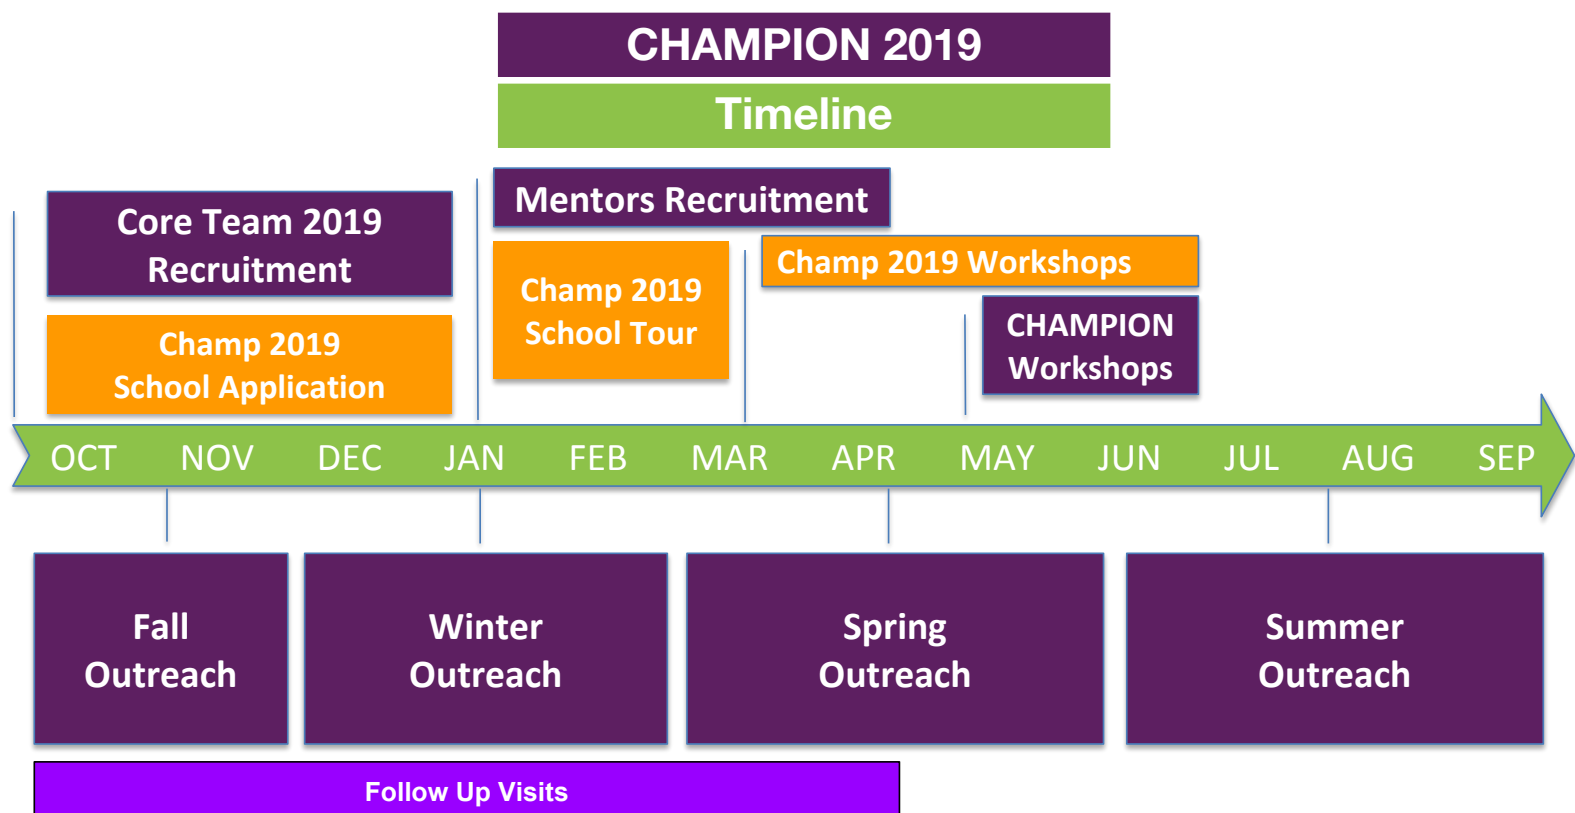 CHAMPION 2019
Timeline
Core Team 2019
Recruitment
Champ 2019
School Application
Mentors Recruitment
Champ 2019
School Tour
Champ 2019 Workshops
CHAMPION
Workshops
OCT NOV DEC JAN FEB MAR APR MAY JUN JUL AUG SEP
Fall
Outreach
Winter
Outreach
Spring
Outreach
Summer
Outreach
Follow Up Visits